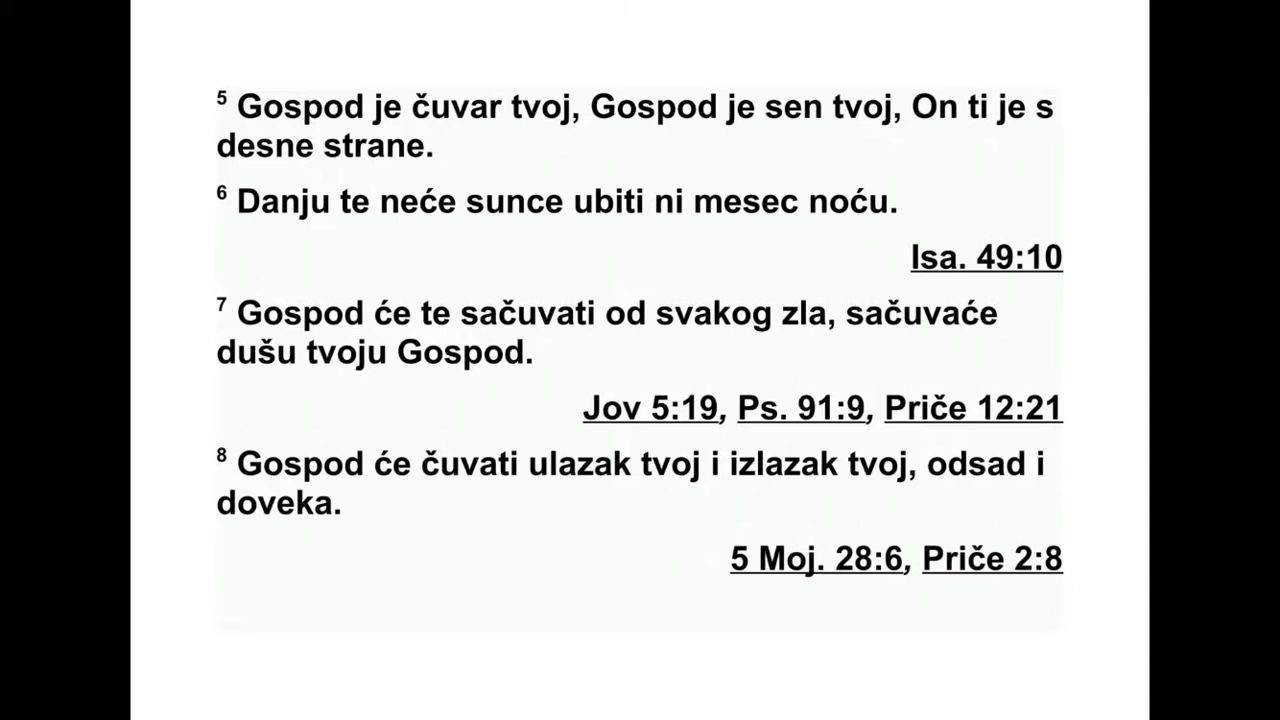 5 Gospod je čuvar tvoj, Gospod je sen tvoj, On ti je s
desne strane.
6 Danju te neće sunce ubiti ni mesec noću.
Isa. 49:10
7 Gospod će te sačuvati od svakog zla, sačuvaće
dušu tvoju Gospod.
Jov 5:19, Ps. 91:9, Priče 12:21
8 Gospod će čuvati ulazak tvoj i izlazak tvoj, odsad i
doveka.
5 Moj. 28:6, Priče 2:8